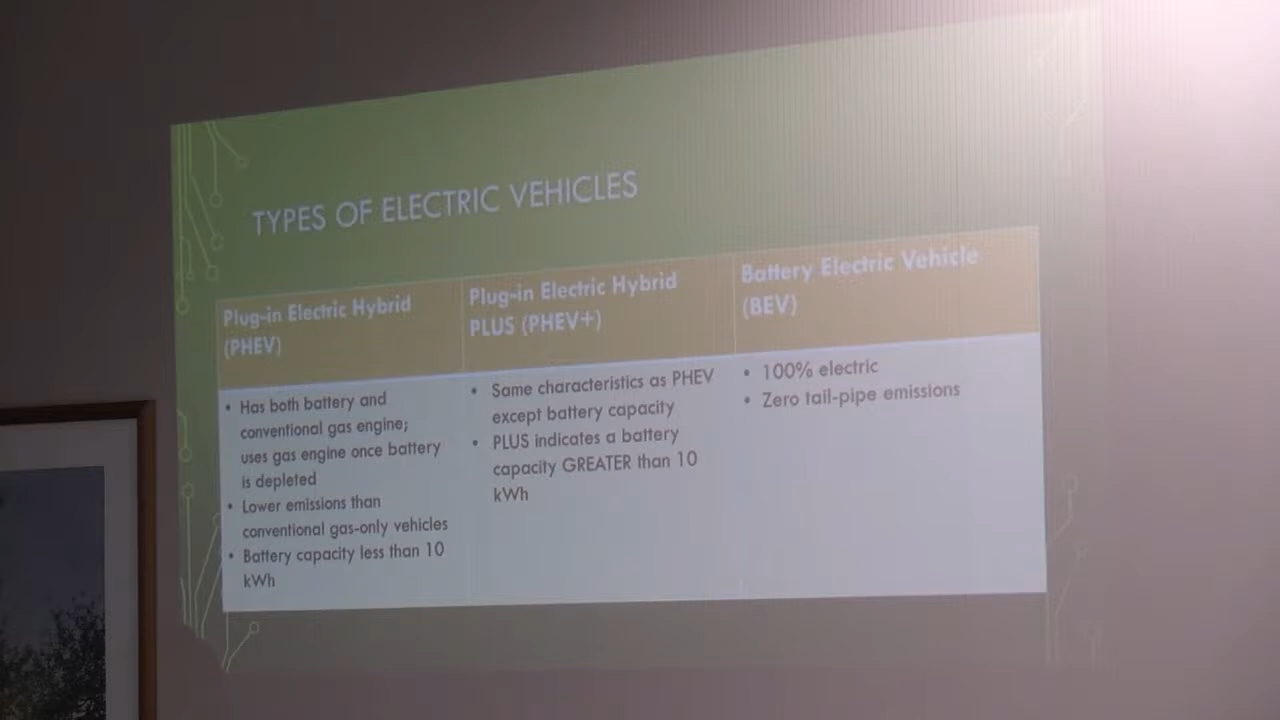 TYPES OF ELECTRIC VEHICLES
Plug-in Electric Hybrid
(PHEV)
• Has both battery and
conventional gas engine;
uses gas engine once battery
is depleted
• Lower emissions than
conventional gas-only vehicles
• Battery capacity less than 10
kWh
Plug-in Electric Hybrid
PLUS (PHEV+)
• Same characteristics as PHEV
except battery capacity
• PLUS indicates a battery
capacity GREATER than 10
kWh
Battery Electric Vehicle
(BEV)
• 100% electric
• Zero tail-pipe emissions